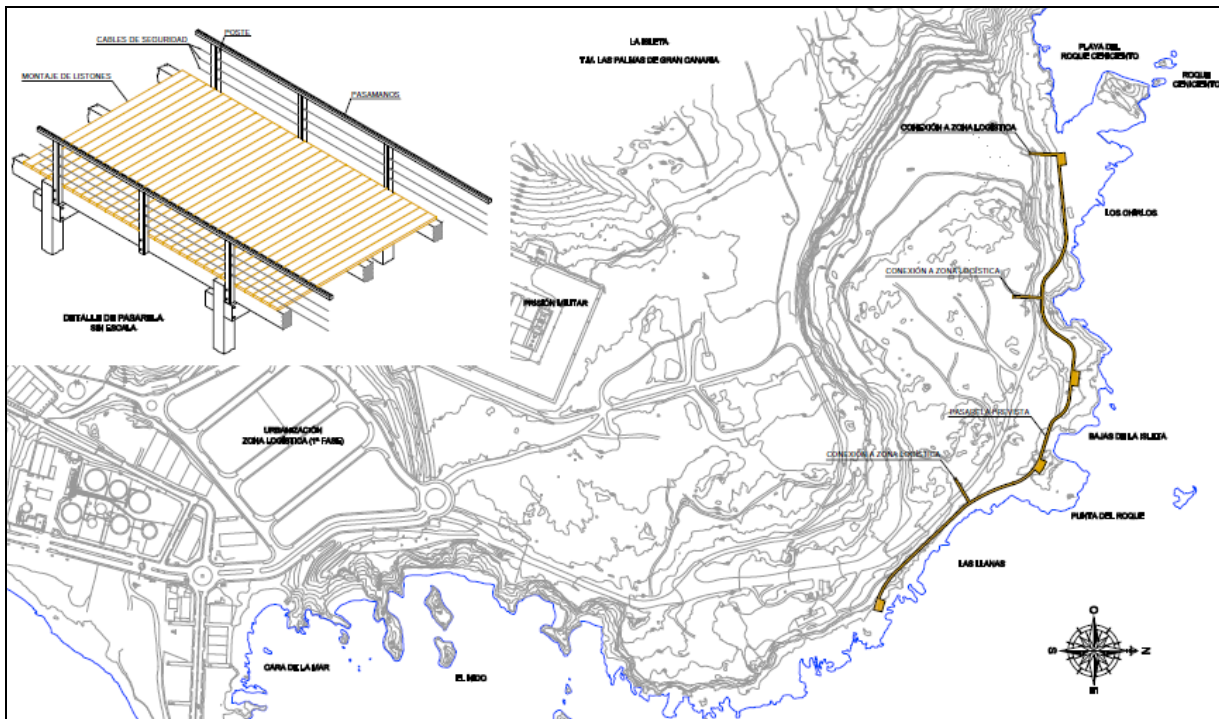 POSTE
CABLES DE SEGURIDAD
MONTAJE DE LISTONES
PASAMANOS
DETALLE DE PASARELA
SIN ESCALA
LA ISLETA
T.M. LAS PALMAS DE GRAN CANARIA
PLAYA DEL
ROQUE CENICIENTO
ROQUE
CENICIENTO
CONEXIÓN A ZONA LOGÍSTICA
LOS CHIRLOS
CONEXIÓN A ZONA LOGÍSTICA
PRISIÓN MILITAR
PASARELA PREVISTA
URBANIZACIÓN
ZONA LOGÍSTICA (1ª FASE)
BAJAS DE LA ISLETA
CONEXIÓN A ZONA LOGÍSTICA
PUNTA DEL ROQUE
LAS LLANAS
CARA DE LA MAR
EL NIDO
O
S
N
E